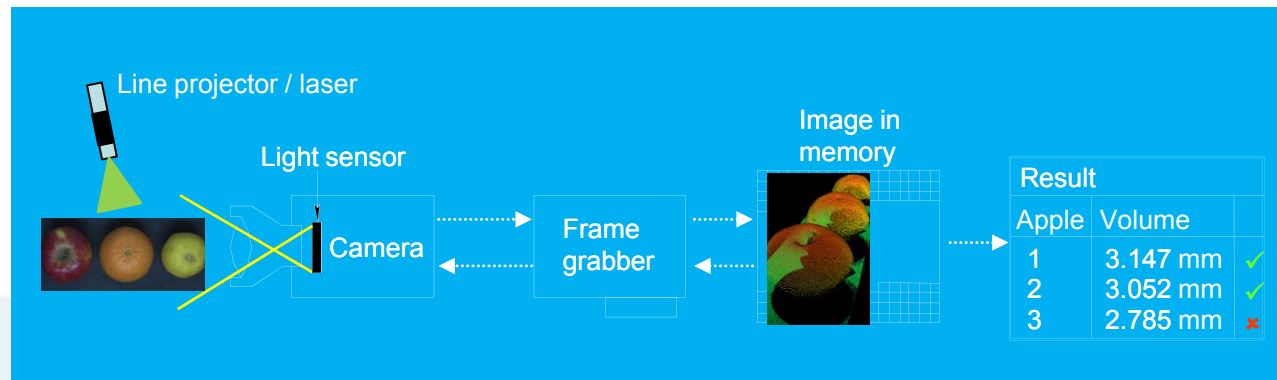 Line projector / laser
Light sensor
Camera
Frame
grabber
Image in
memory
Result
Apple Volume
1 3.147 mm ✓
2 3.052 mm ✓
3 2.785 mm ✘